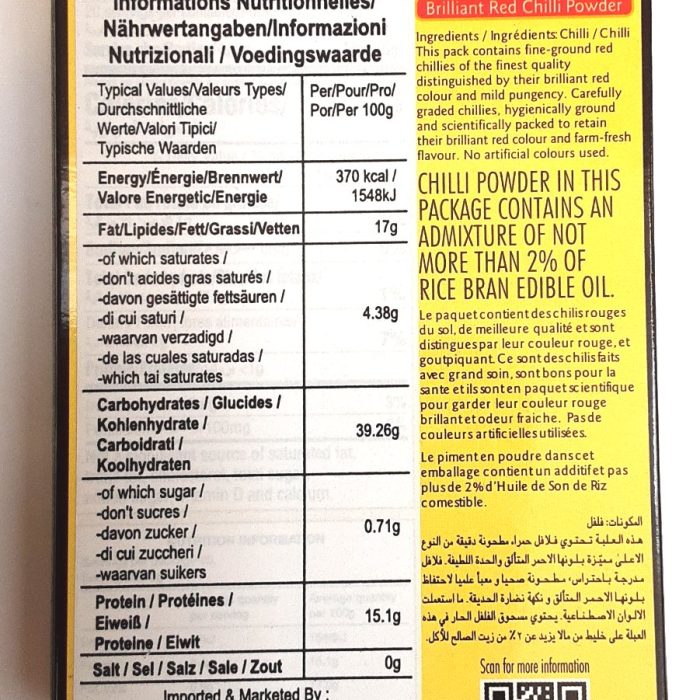 Informations Nutritionnelles/
Nährwertangaben/Informazioni
Nutrizionali / Voedingswaarde
Typical Values/Valeurs Types/
Durchschnittliche
Werte/Valori Tipici/
Typische Waarden
Per/Pour/Pro/
Por/Per 100g
Energy/Énergie/Brennwert/
Valore Energetic/Energie
370 kcal /
1548kJ
Fat/Lipides/Fett/Grassi/Vetten
17g
-of which saturates /
-don't acides gras saturés /
-davon gesättigte fettsäuren /
-di cui saturi /
-waarvan verzadigd /
-de las cuales saturadas /
-which tai saturates
4.38g
Carbohydrates / Glucides /
Kohlenhydrate /
Carboidrati /
Koolhydraten
39.26g
-of which sugar /
-don't sucres /
-davon zucker /
-di cui zuccheri /
-waarvan suikers
0.71g
Protein / Protéines /
Eiweiß /
Proteine / Eiwit
15.1g
Salt / Sel / Salz / Sale / Zout
0g
Imported & Marketed By :
Brilliant Red Chilli Powder
Ingredients / Ingrédients: Chilli / Chilli
This pack contains fine-ground red
chillies of the finest quality
distinguished by their brilliant red
colour and mild pungency. Carefully
graded chillies, hygienically ground
and scientifically packed to retain
their brilliant red colour and farm-fresh
flavour. No artificial colours used.
CHILLI POWDER IN THIS
PACKAGE CONTAINS AN
ADMIXTURE OF NOT
MORE THAN 2% OF
RICE BRAN EDIBLE OIL.
Le paquet contient des chilis rouges
du sol, de meilleure qualité et sont
distingues par leur couleur rouge, et
gout piquant. Ce sont des chilis faits
avec grand soin, sont bons pour la
sante et ils sont en paquet scientifique
pour garder leur couleur rouge
brillant et odeur fraiche. Pas de
couleurs artificielles utilisées.
Le piment en poudre dans cet
emballage contient un additif et pas
plus de 2% d'Huile de Son de Riz
comestible.
المكونات: فلفل
هذه العلبة تحتوي فلافل حمراء مطحونة دقيقة من النوع
الاعلى مميّزة بلونها الاحمر المتألق والحدة اللطيفة. فلافل
مدرجة باحتراس، مطحونة صحيا و معبأ علميا لاحتفاظ
بلونها الاحمر المتألق و نكهة نضارة الحديقة. ما استعملت
الالوان الاصطناعية. يحتوي مسحوق الفلفل الحار في هذه
العبلة على خليط من مالا يزيد عن ٢٪ من زيت الصالح للأكل.
Scan for more information